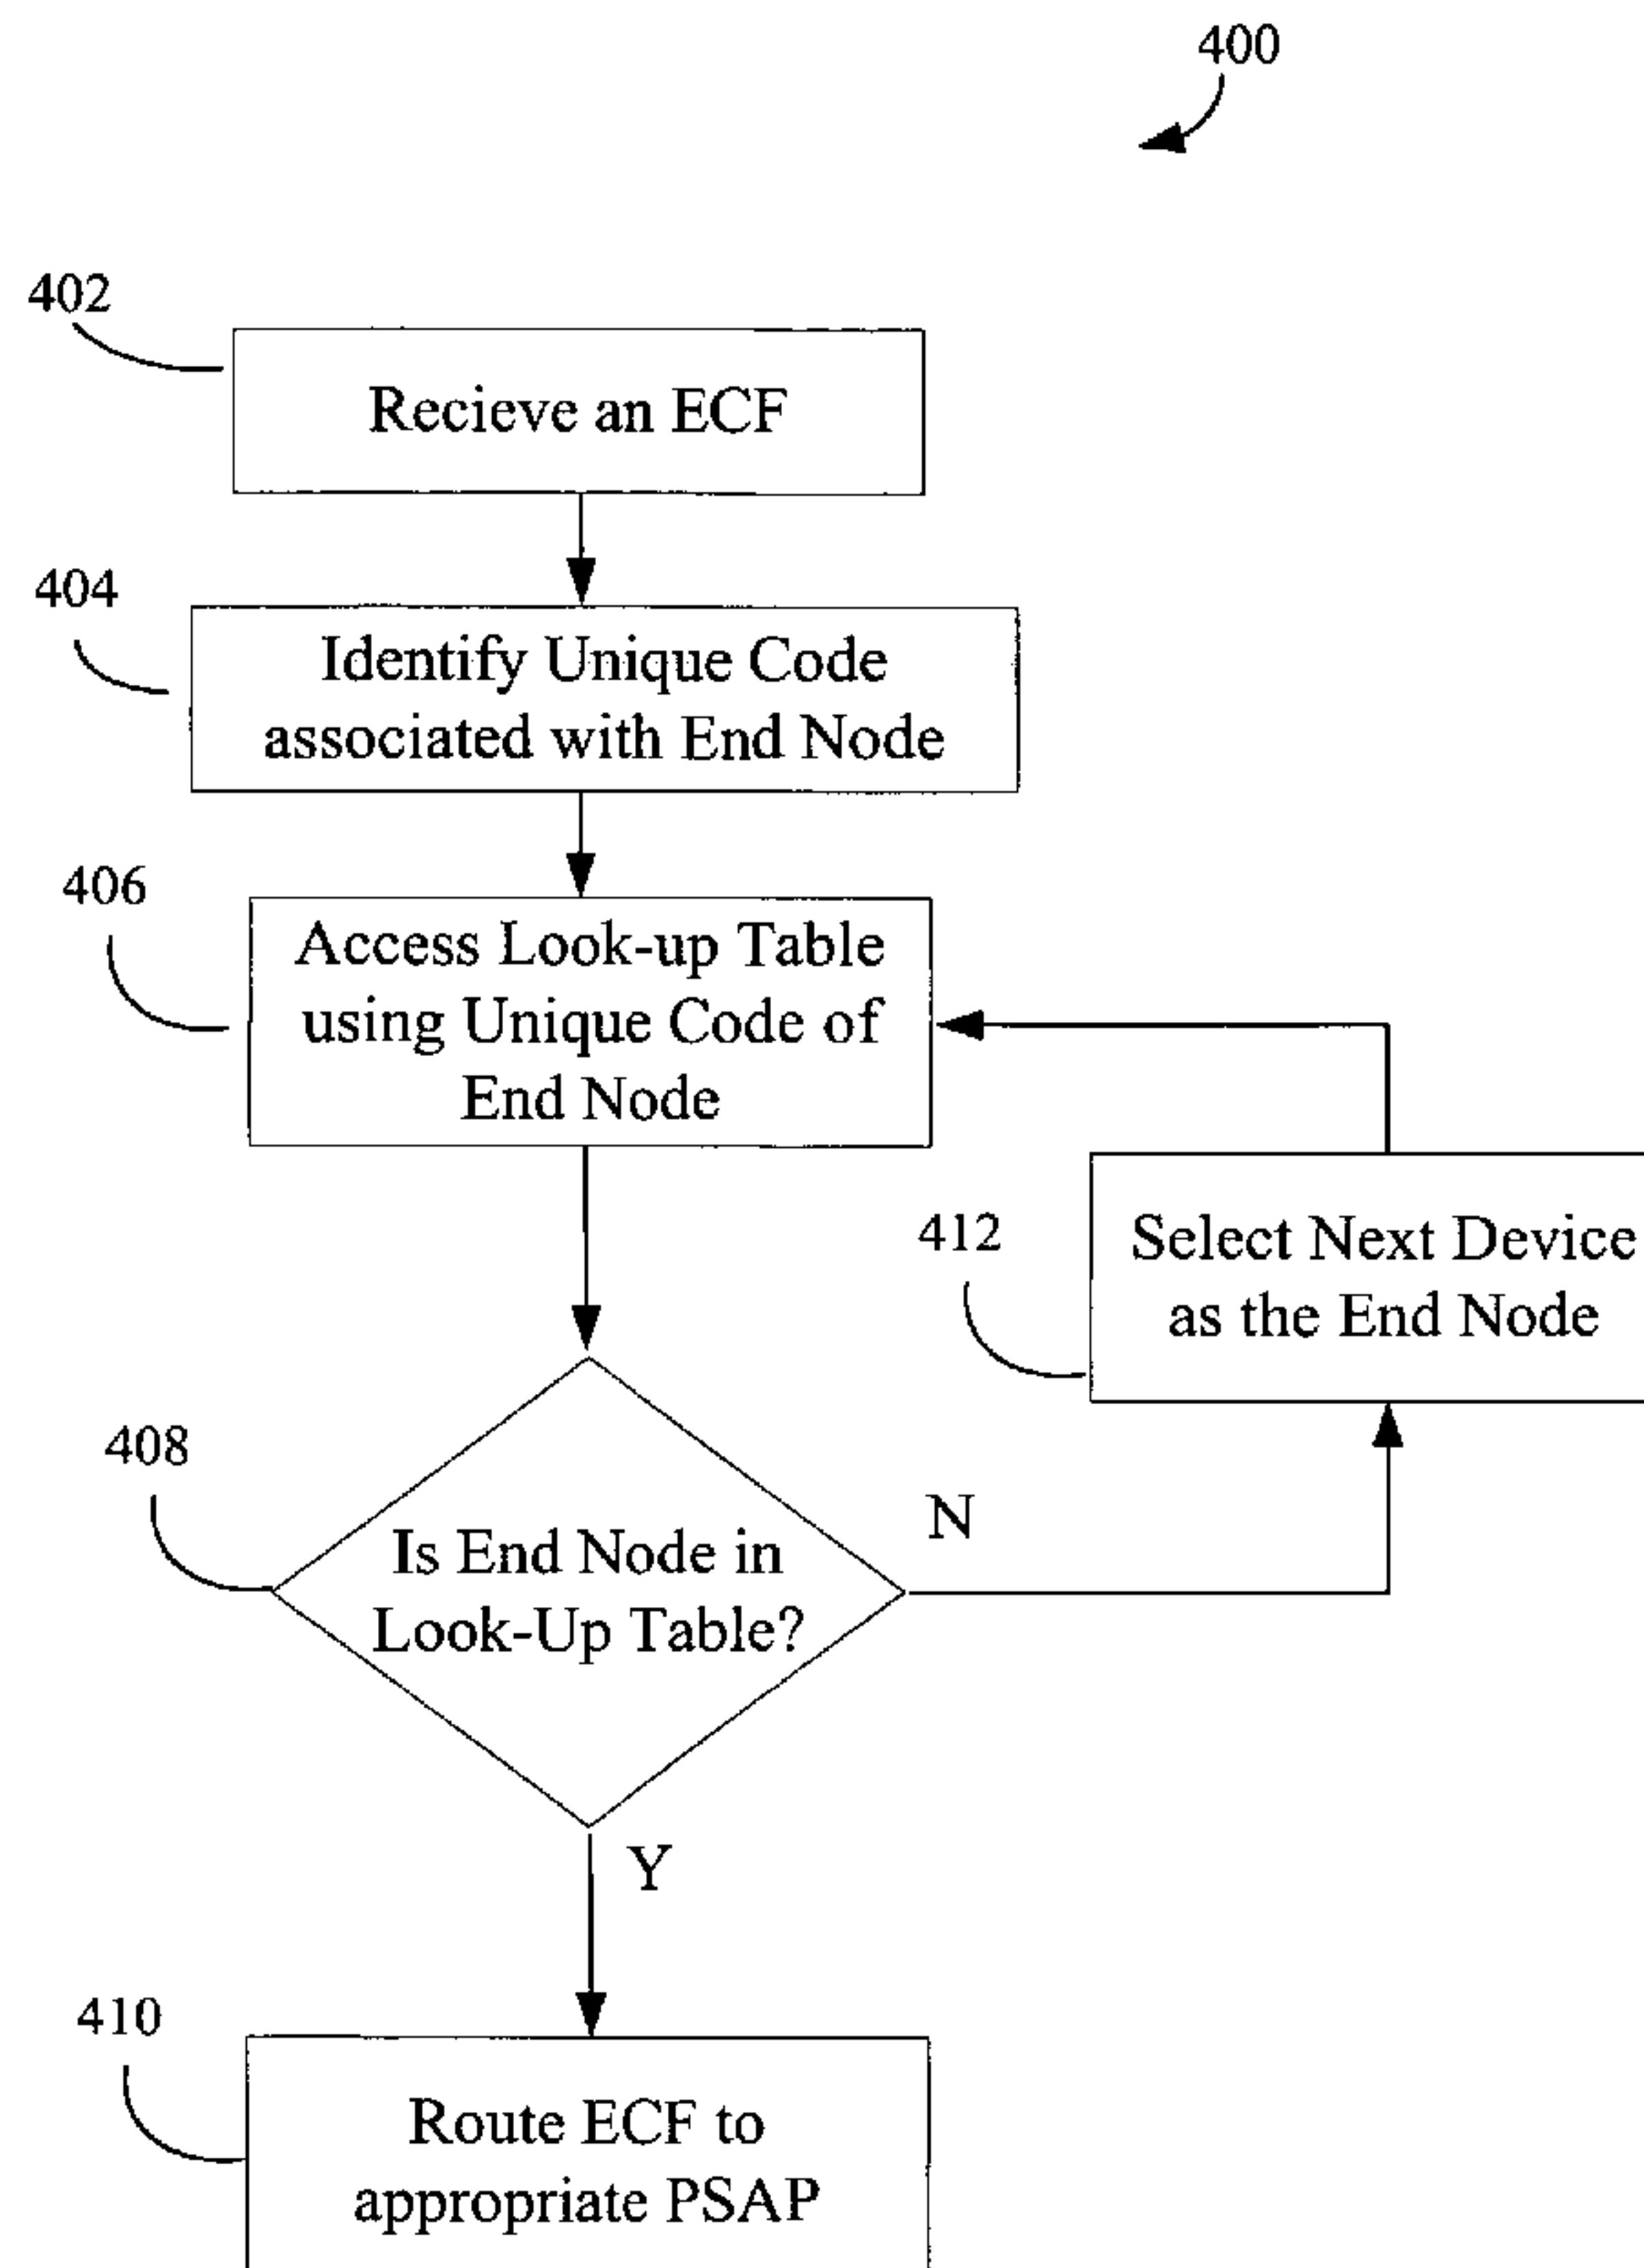 400
402
Recieve an ECF
404
Identify Unique Code
associated with End Node
406
Access Look-up Table
using Unique Code of
End Node
412
Select Next Device
as the End Node
408
Is End Node in
Look-Up Table?
N
Y
410
Route ECF to
appropriate PSAP